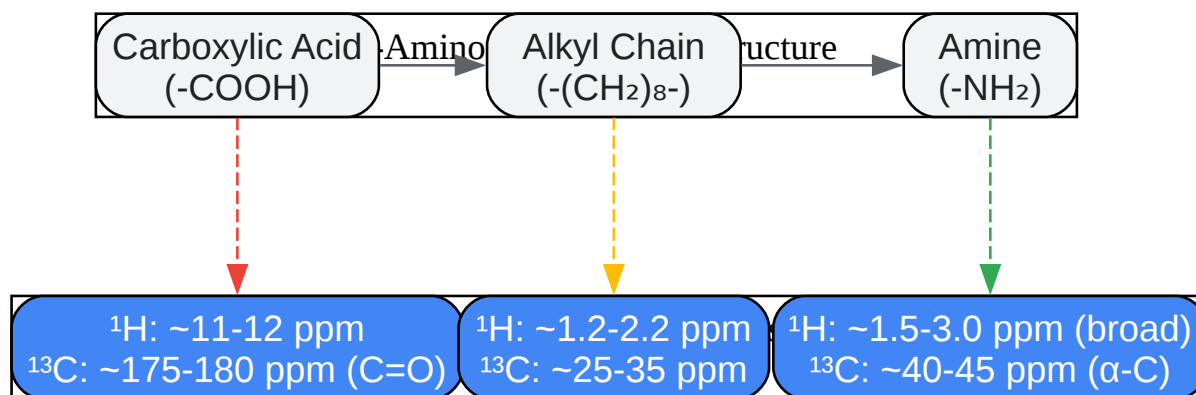 Carboxylic Acid
(-COOH)
-Amino
Alkyl Chain
(-(CH₂)₈-)
ructure
Amine
(-NH₂)
¹H: ~11-12 ppm
¹³C: ~175-180 ppm (C=O)
¹H: ~1.2-2.2 ppm
¹³C: ~25-35 ppm
¹H: ~1.5-3.0 ppm (broad)
¹³C: ~40-45 ppm (α-C)